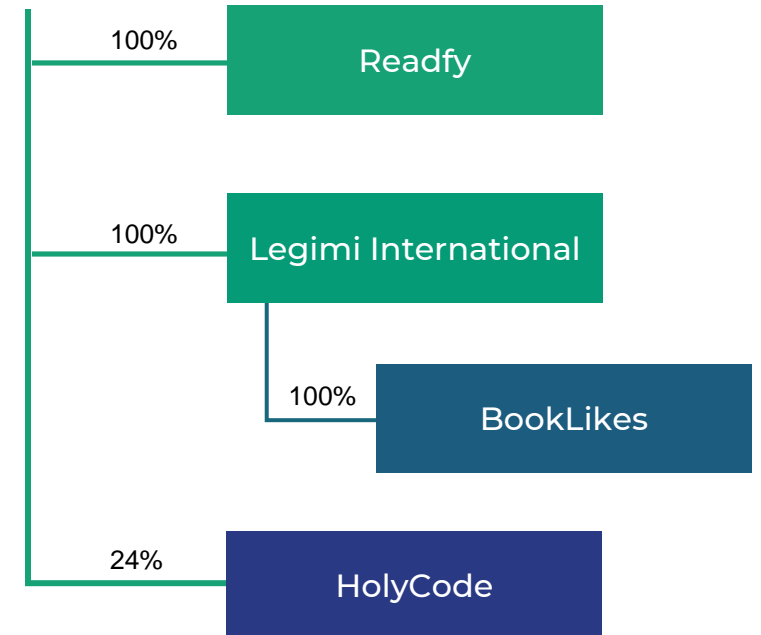 100%
Readfy
100%
Legimi International
100%
BookLikes
24%
HolyCode